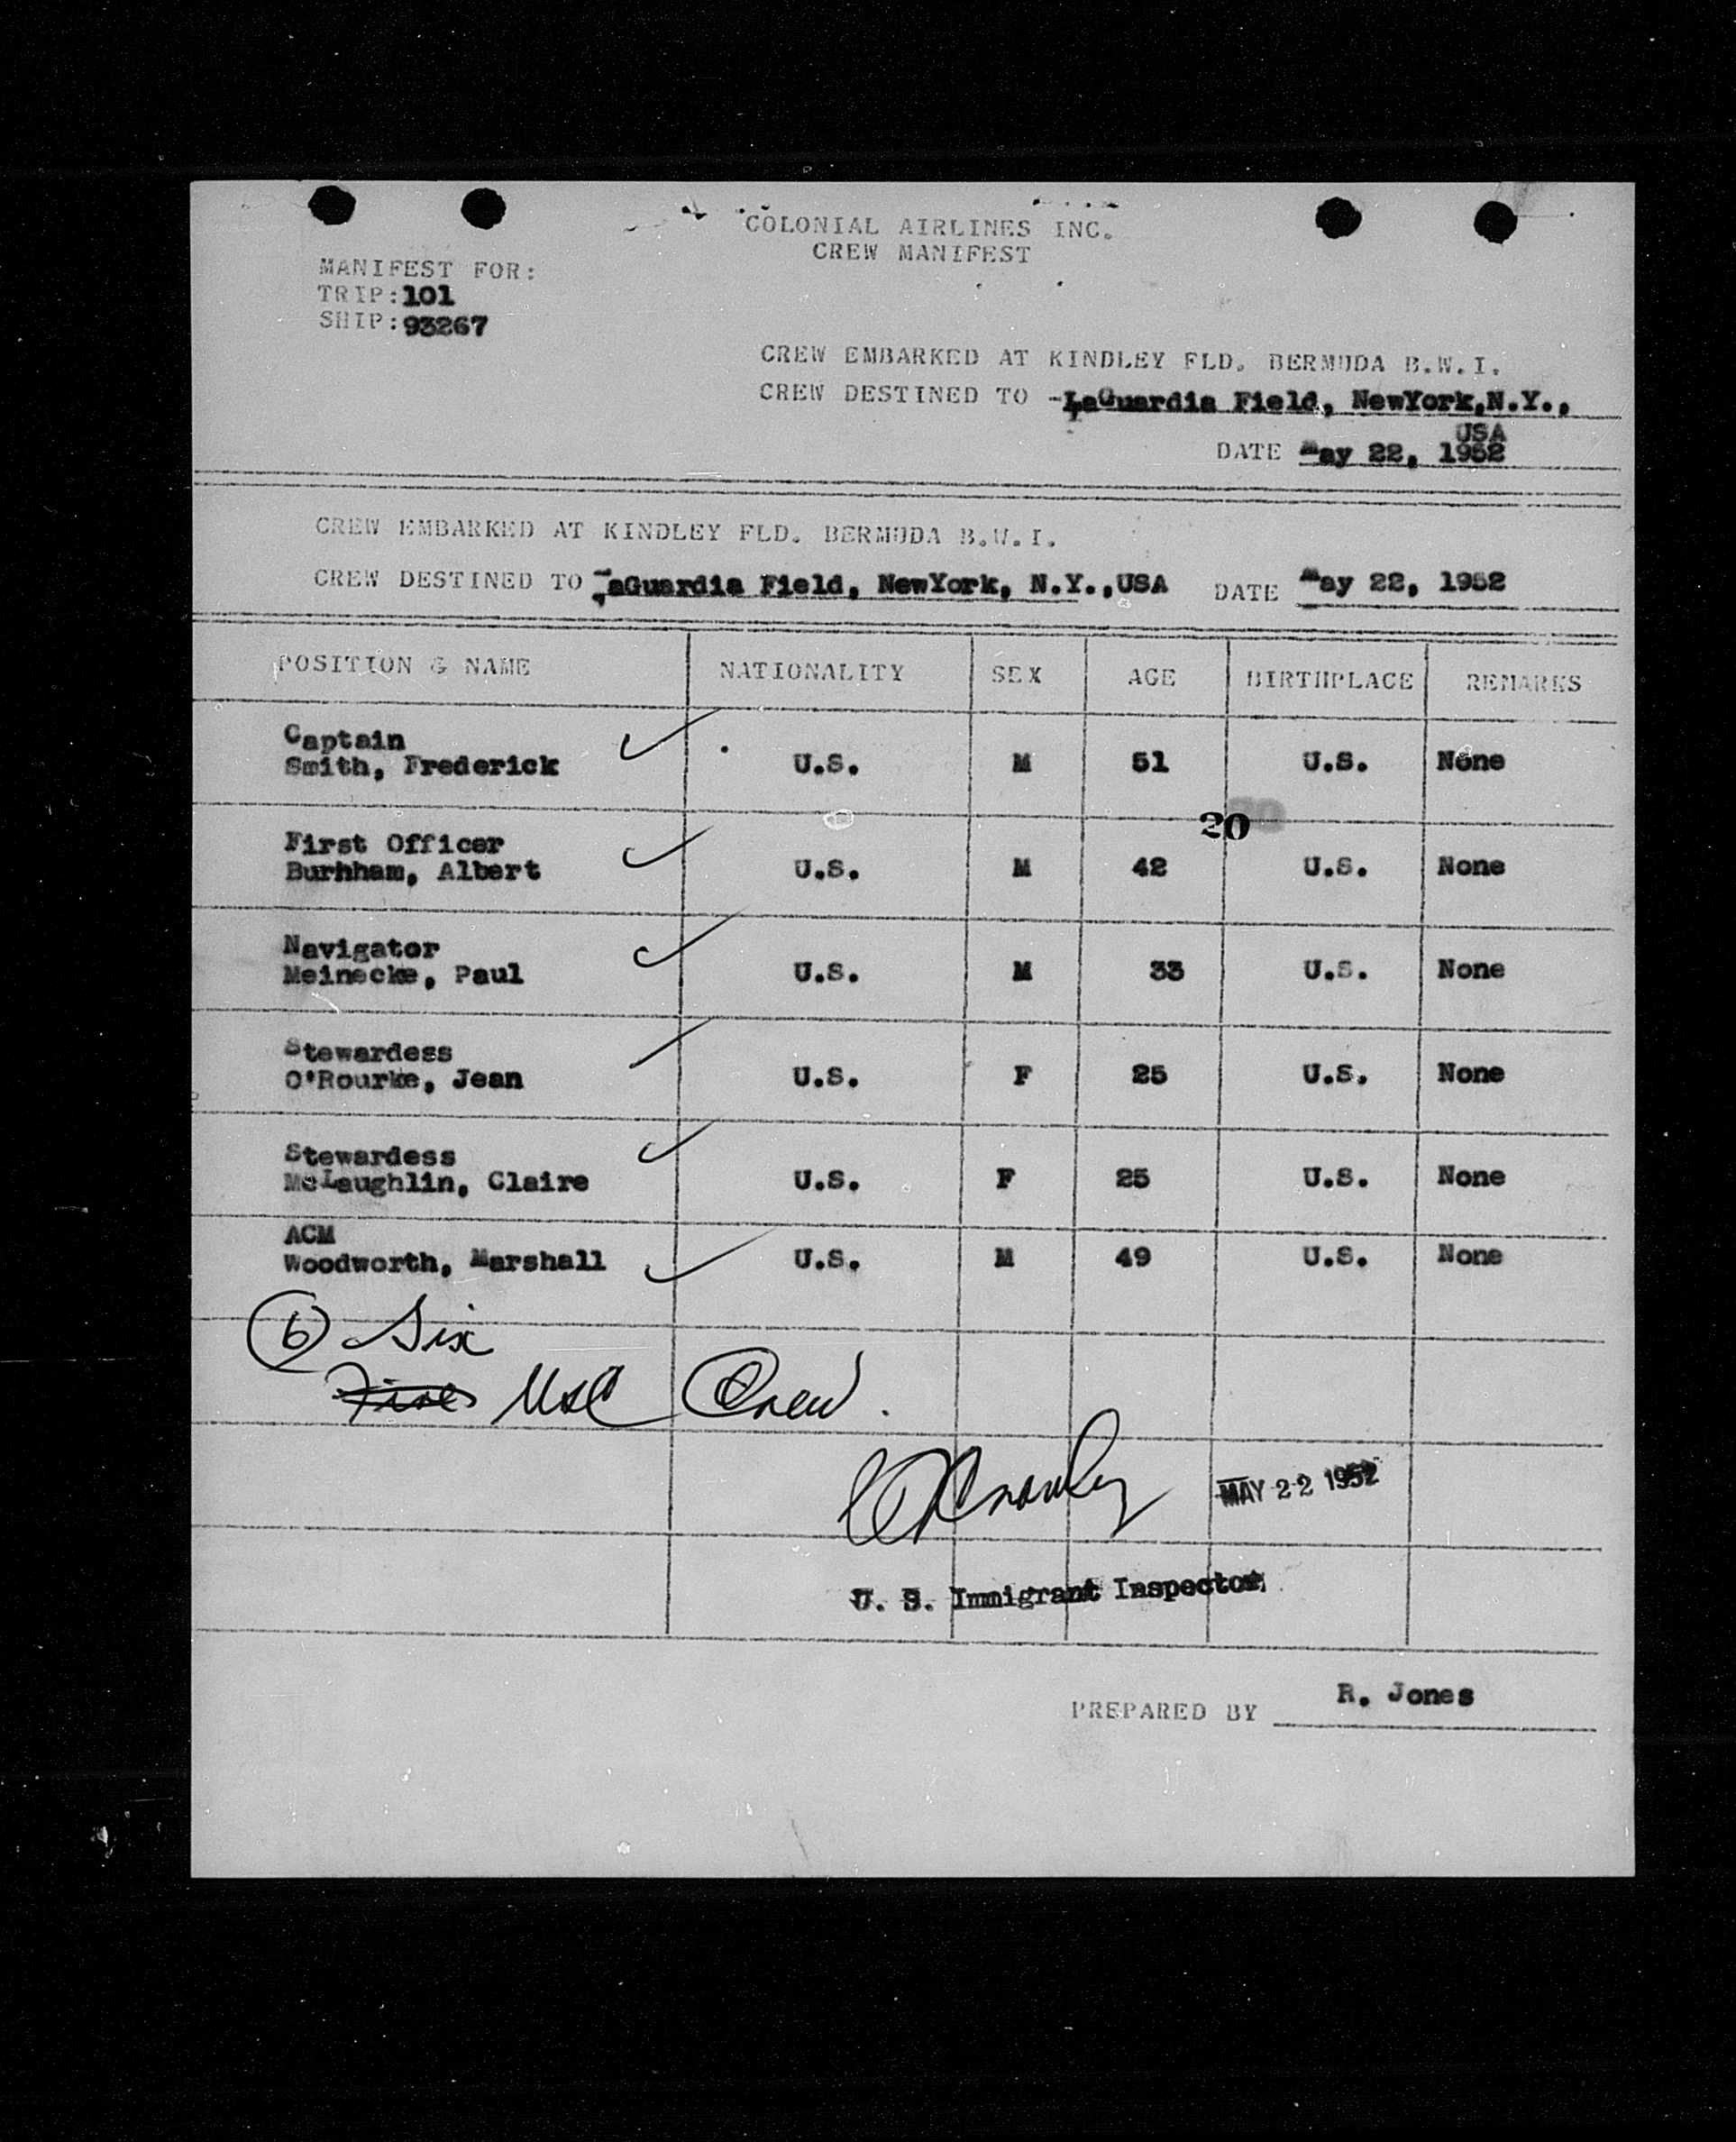 COLONIAL AIRLINES INC.
CREW MANIFEST
MANIFEST FOR:
TRIP:101
SHIP:93267
CREW EMBARKED AT KINDLEY FLD. BERMUDA B.W.I.
CREW DESTINED TO -LaGuardia Field, NewYork,N.Y.,
USA
DATE May 22, 1952
CREW EMBARKED AT KINDLEY FLD. BERMUDA B.W.I.
CREW DESTINED TO LaGuardia Field, NewYork, N.Y.,USA DATE May 22, 1952
POSITION & NAME NATIONALITY SEX AGE BIRTHPLACE REMARKS
Captain
Smith, Frederick U.S. M 51 U.S. None
20
First Officer
Burnham, Albert U.S. M 42 U.S. None
Navigator
Meinecke, Paul U.S. M 33 U.S. None
Stewardess
O'Rourke, Jean U.S. F 25 U.S. None
Stewardess
McLaughlin, Claire U.S. F 25 U.S. None
ACM
Woodworth, Marshall U.S. M 49 U.S. None
6 Six
Five USC Crew.
MAY 22 1952
U. S. Immigrant Inspector
PREPARED BY R. Jones